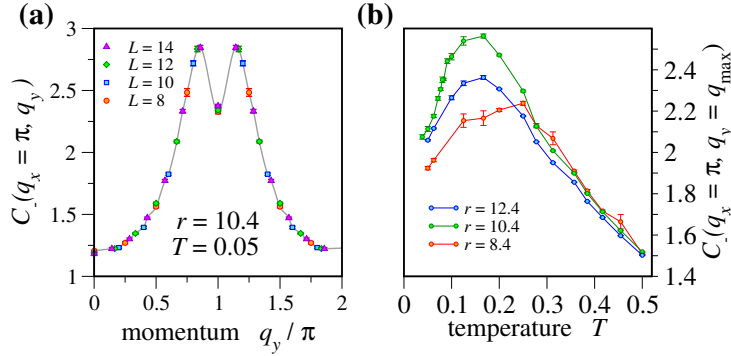 (a)
C_-(q_x = π, q_y)
3
2.5
2
1.5
1
L = 14
L = 12
L = 10
L = 8
r = 10.4
T = 0.05
0 0.5 1 1.5 2
momentum q_y / π
(b)
r = 12.4
r = 10.4
r = 8.4
0 0.1 0.2 0.3 0.4 0.5
temperature T
2.4
2.2
2
1.8
1.6
1.4
C_-(q_x = π, q_y = q_max)